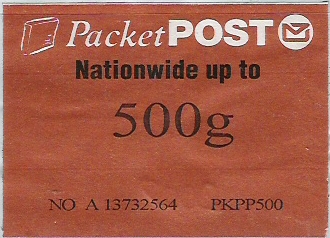 PacketPOST
Nationwide up to
500g
NO A 13732564 PKPP500